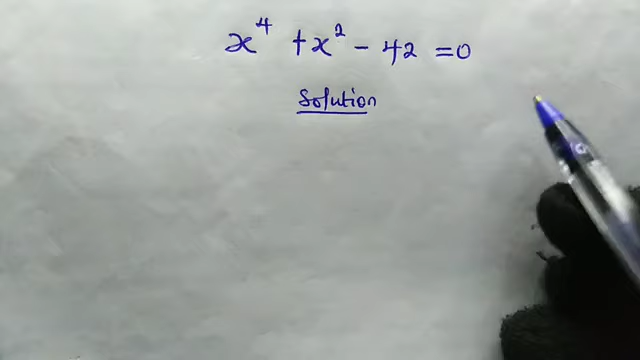 x⁴ + x² - 42 = 0
Solution